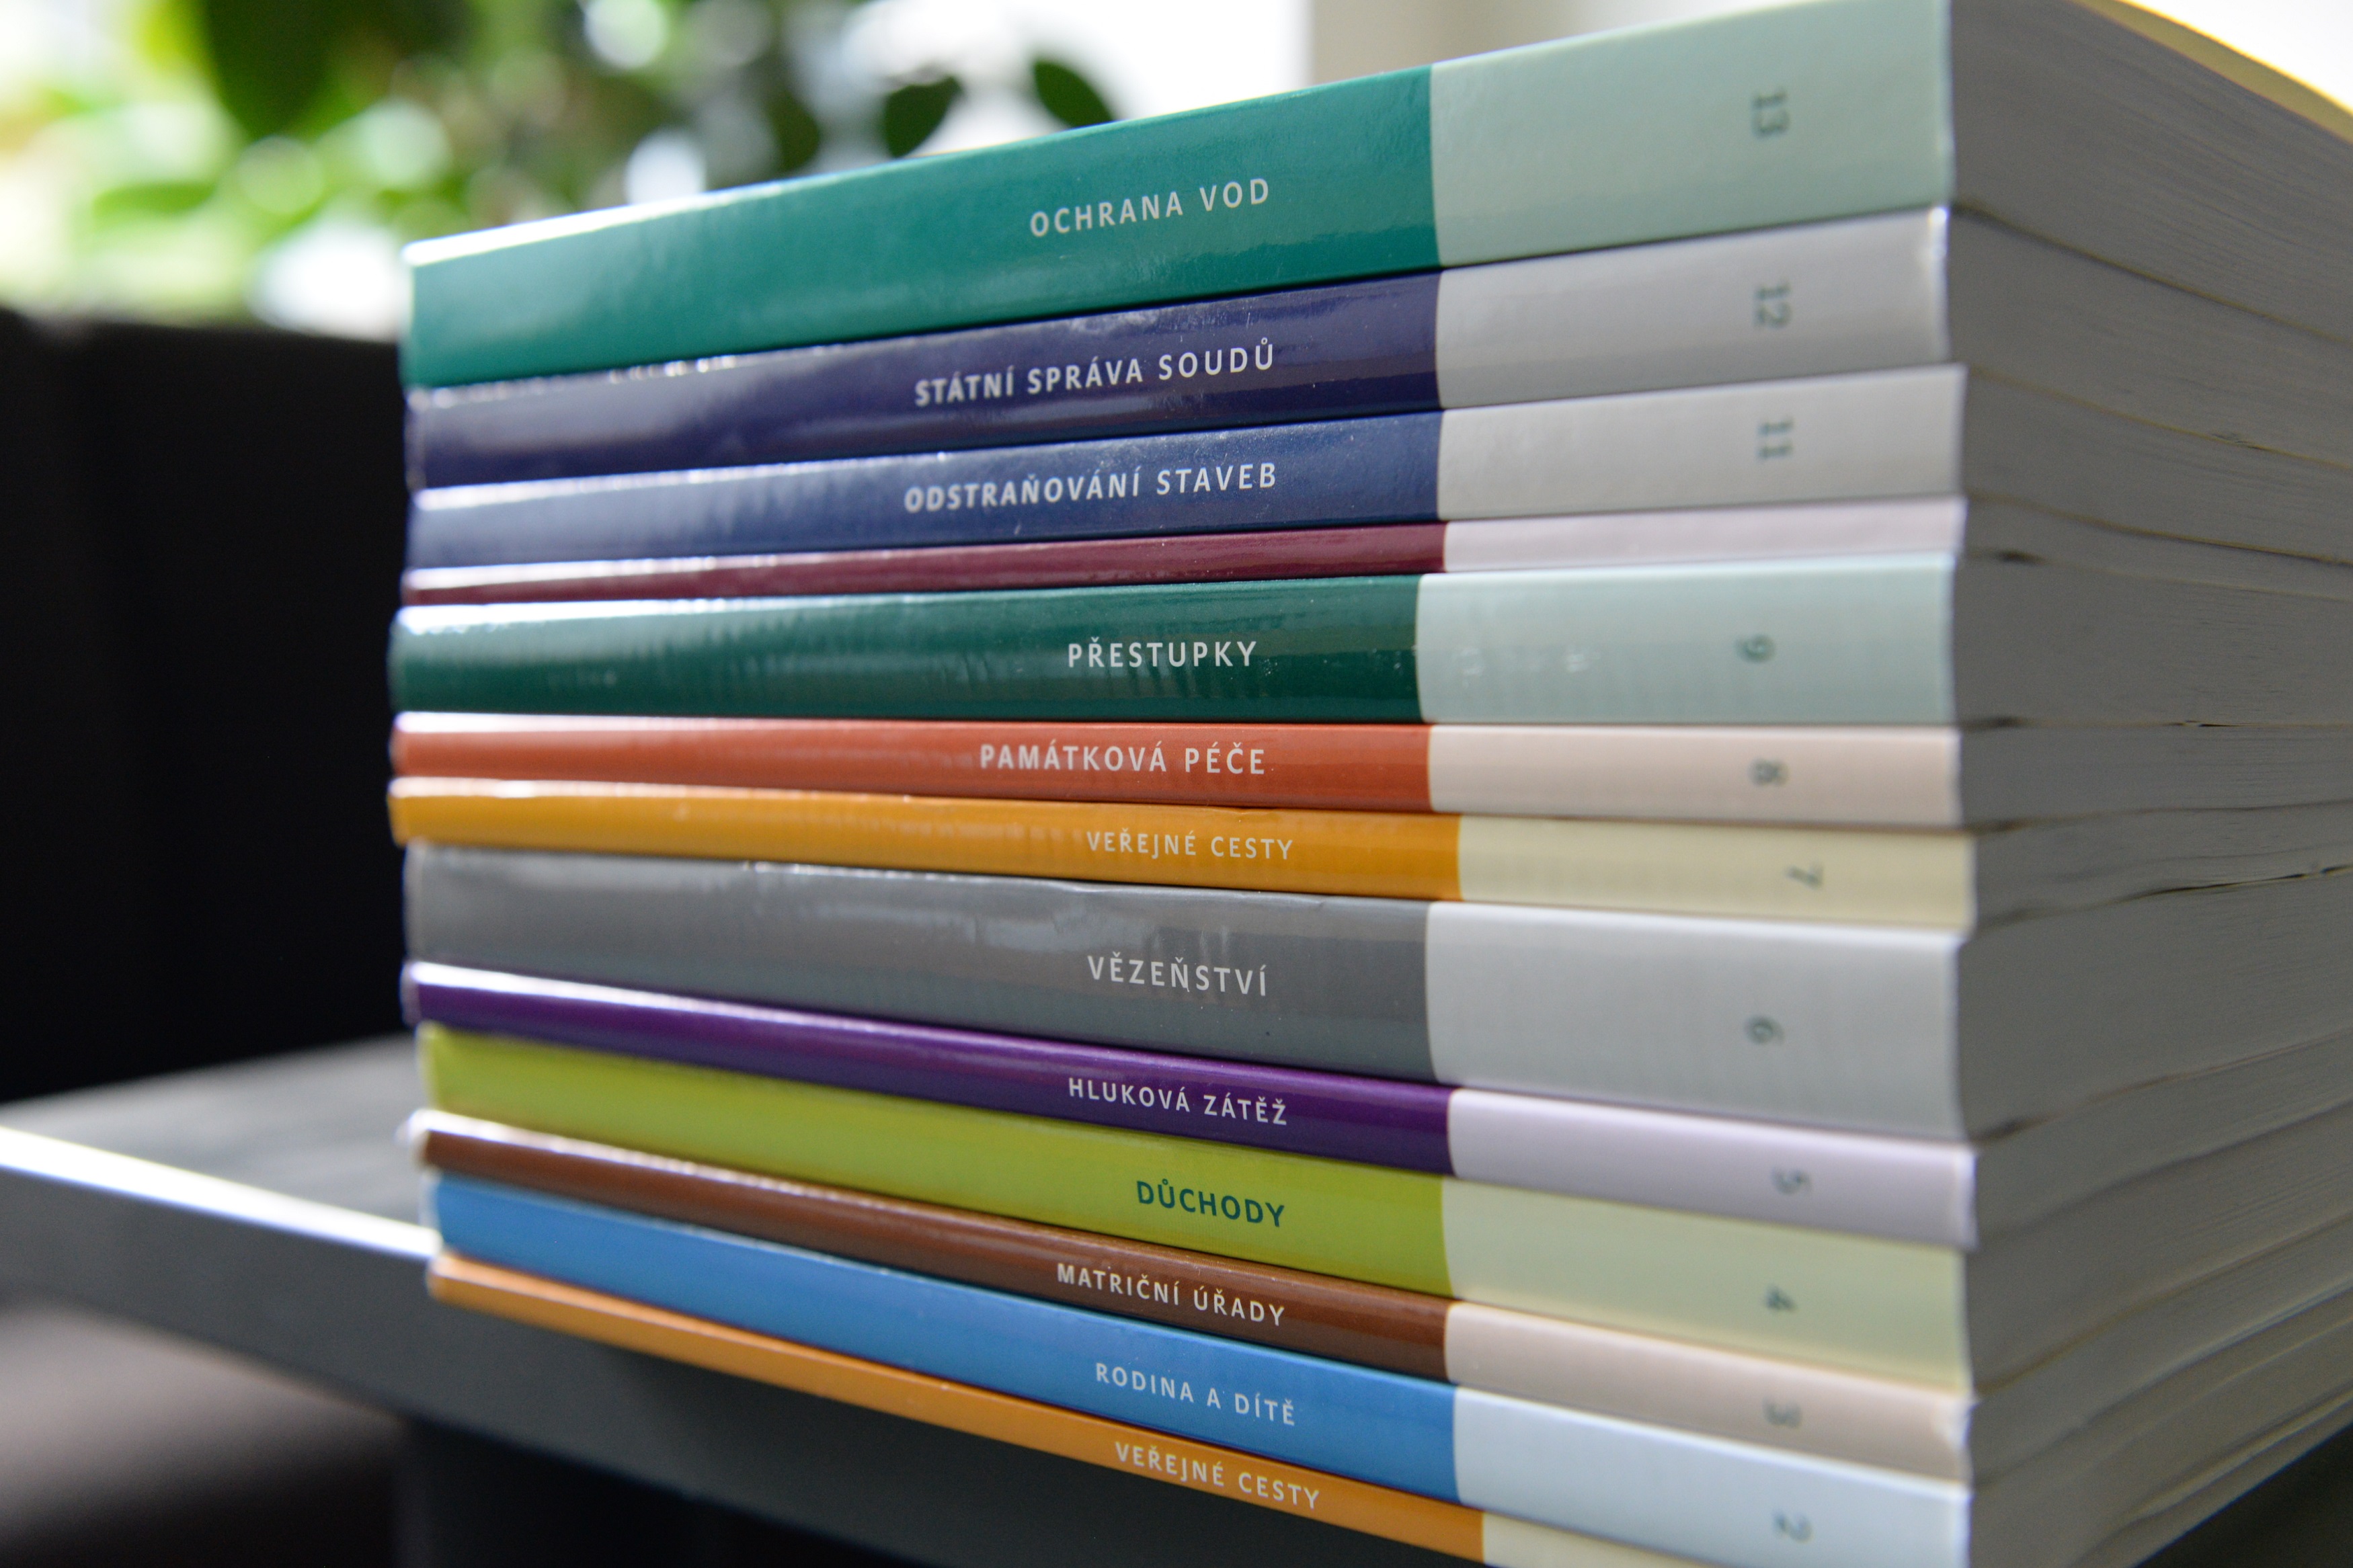 OCHRANA VOD 13
STÁTNÍ SPRÁVA SOUDŮ 12
ODSTRAŇOVÁNÍ STAVEB 11
PŘESTUPKY 9
PAMÁTKOVÁ PÉČE 8
VEŘEJNÉ CESTY 7
VĚZEŇSTVÍ 6
HLUKOVÁ ZÁTĚŽ 5
DŮCHODY 4
MATRIČNÍ ÚŘADY 3
RODINA A DÍTĚ 2
VEŘEJNÉ CESTY